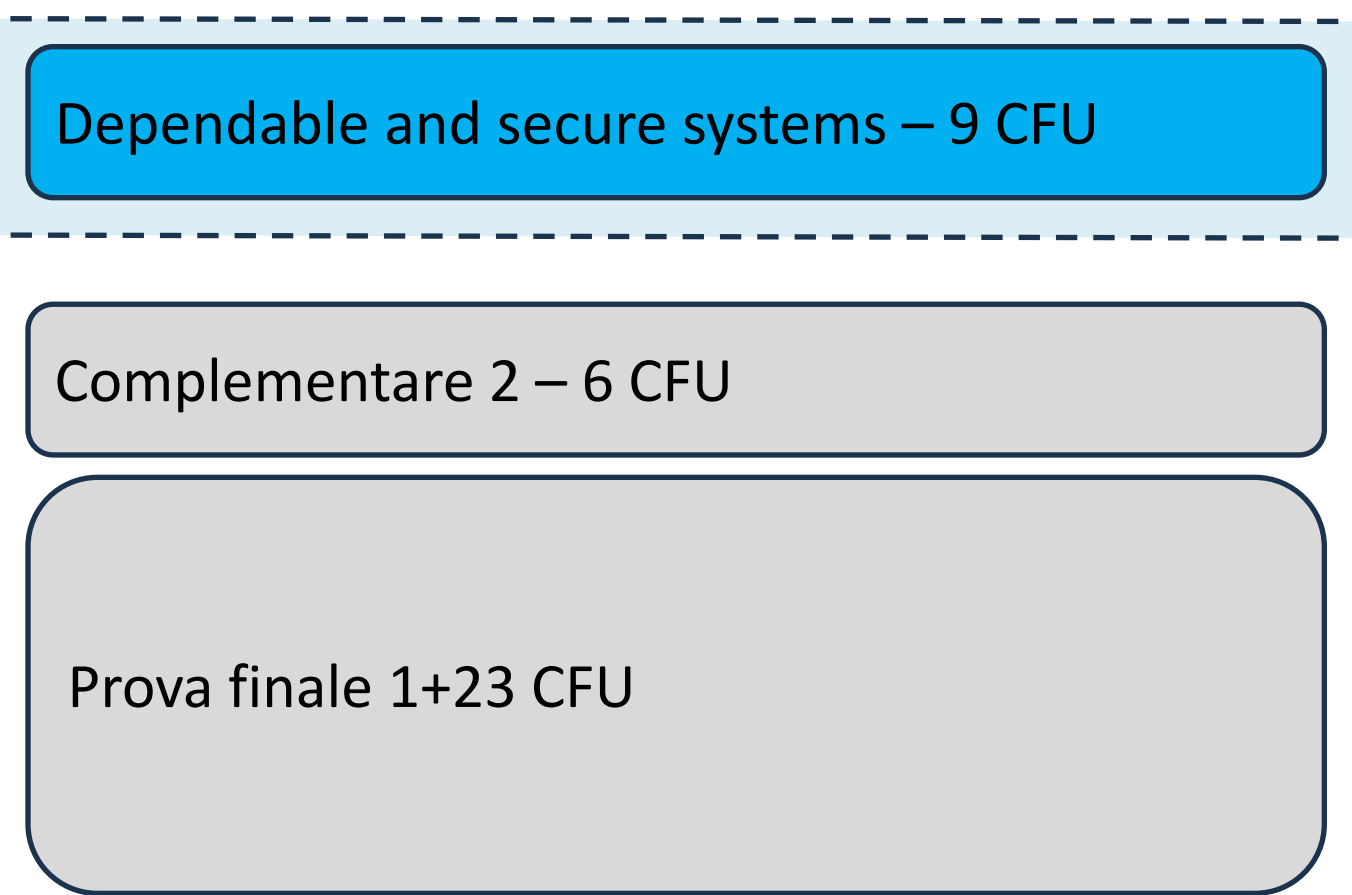 Dependable and secure systems – 9 CFU
Complementare 2 – 6 CFU
Prova finale 1+23 CFU